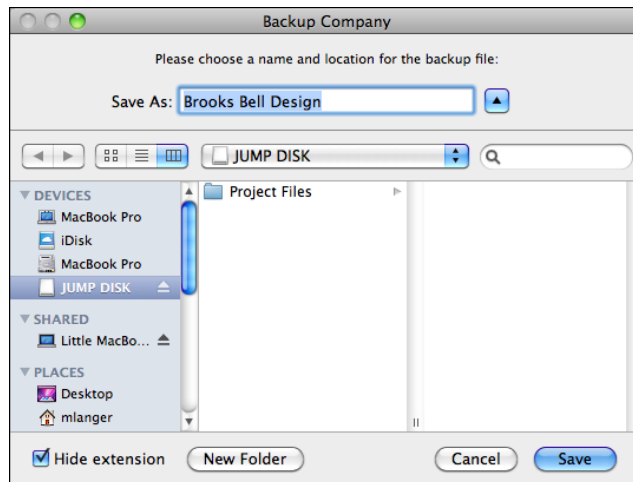 Backup Company
Please choose a name and location for the backup file:
Save As: Brooks Bell Design
JUMP DISK
DEVICES
MacBook Pro
iDisk
MacBook Pro
JUMP DISK
SHARED
Little MacBo...
PLACES
Desktop
mlanger
Project Files
Hide extension
New Folder
Cancel
Save